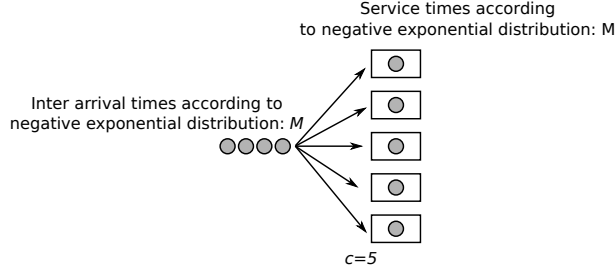 Service times according
to negative exponential distribution: M
Inter arrival times according to
negative exponential distribution: M
c=5